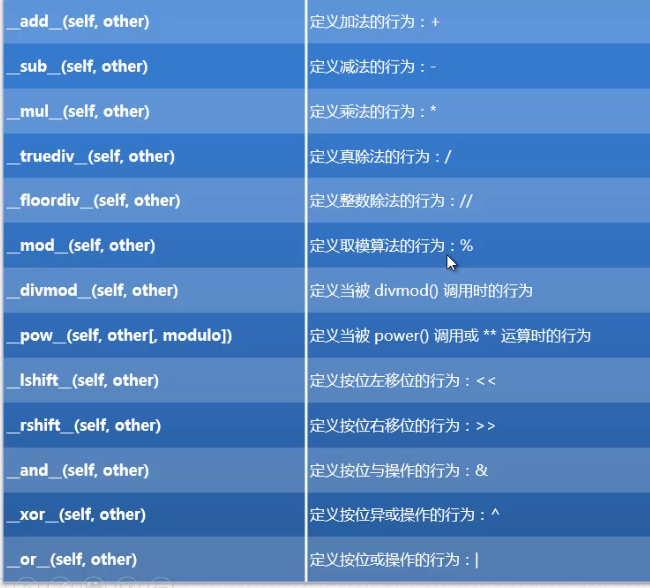 __add__(self, other) 定义加法的行为：+
__sub__(self, other) 定义减法的行为：-
__mul__(self, other) 定义乘法的行为：*
__truediv__(self, other) 定义真除法的行为：/
__floordiv__(self, other) 定义整数除法的行为：//
__mod__(self, other) 定义取模算法的行为：%
__divmod__(self, other) 定义当被 divmod() 调用时的行为
__pow__(self, other[, modulo]) 定义当被 power() 调用或 ** 运算时的行为
__lshift__(self, other) 定义按位左移位的行为：<<
__rshift__(self, other) 定义按位右移位的行为：>>
__and__(self, other) 定义按位与操作的行为：&
__xor__(self, other) 定义按位异或操作的行为：^
__or__(self, other) 定义按位或操作的行为：|